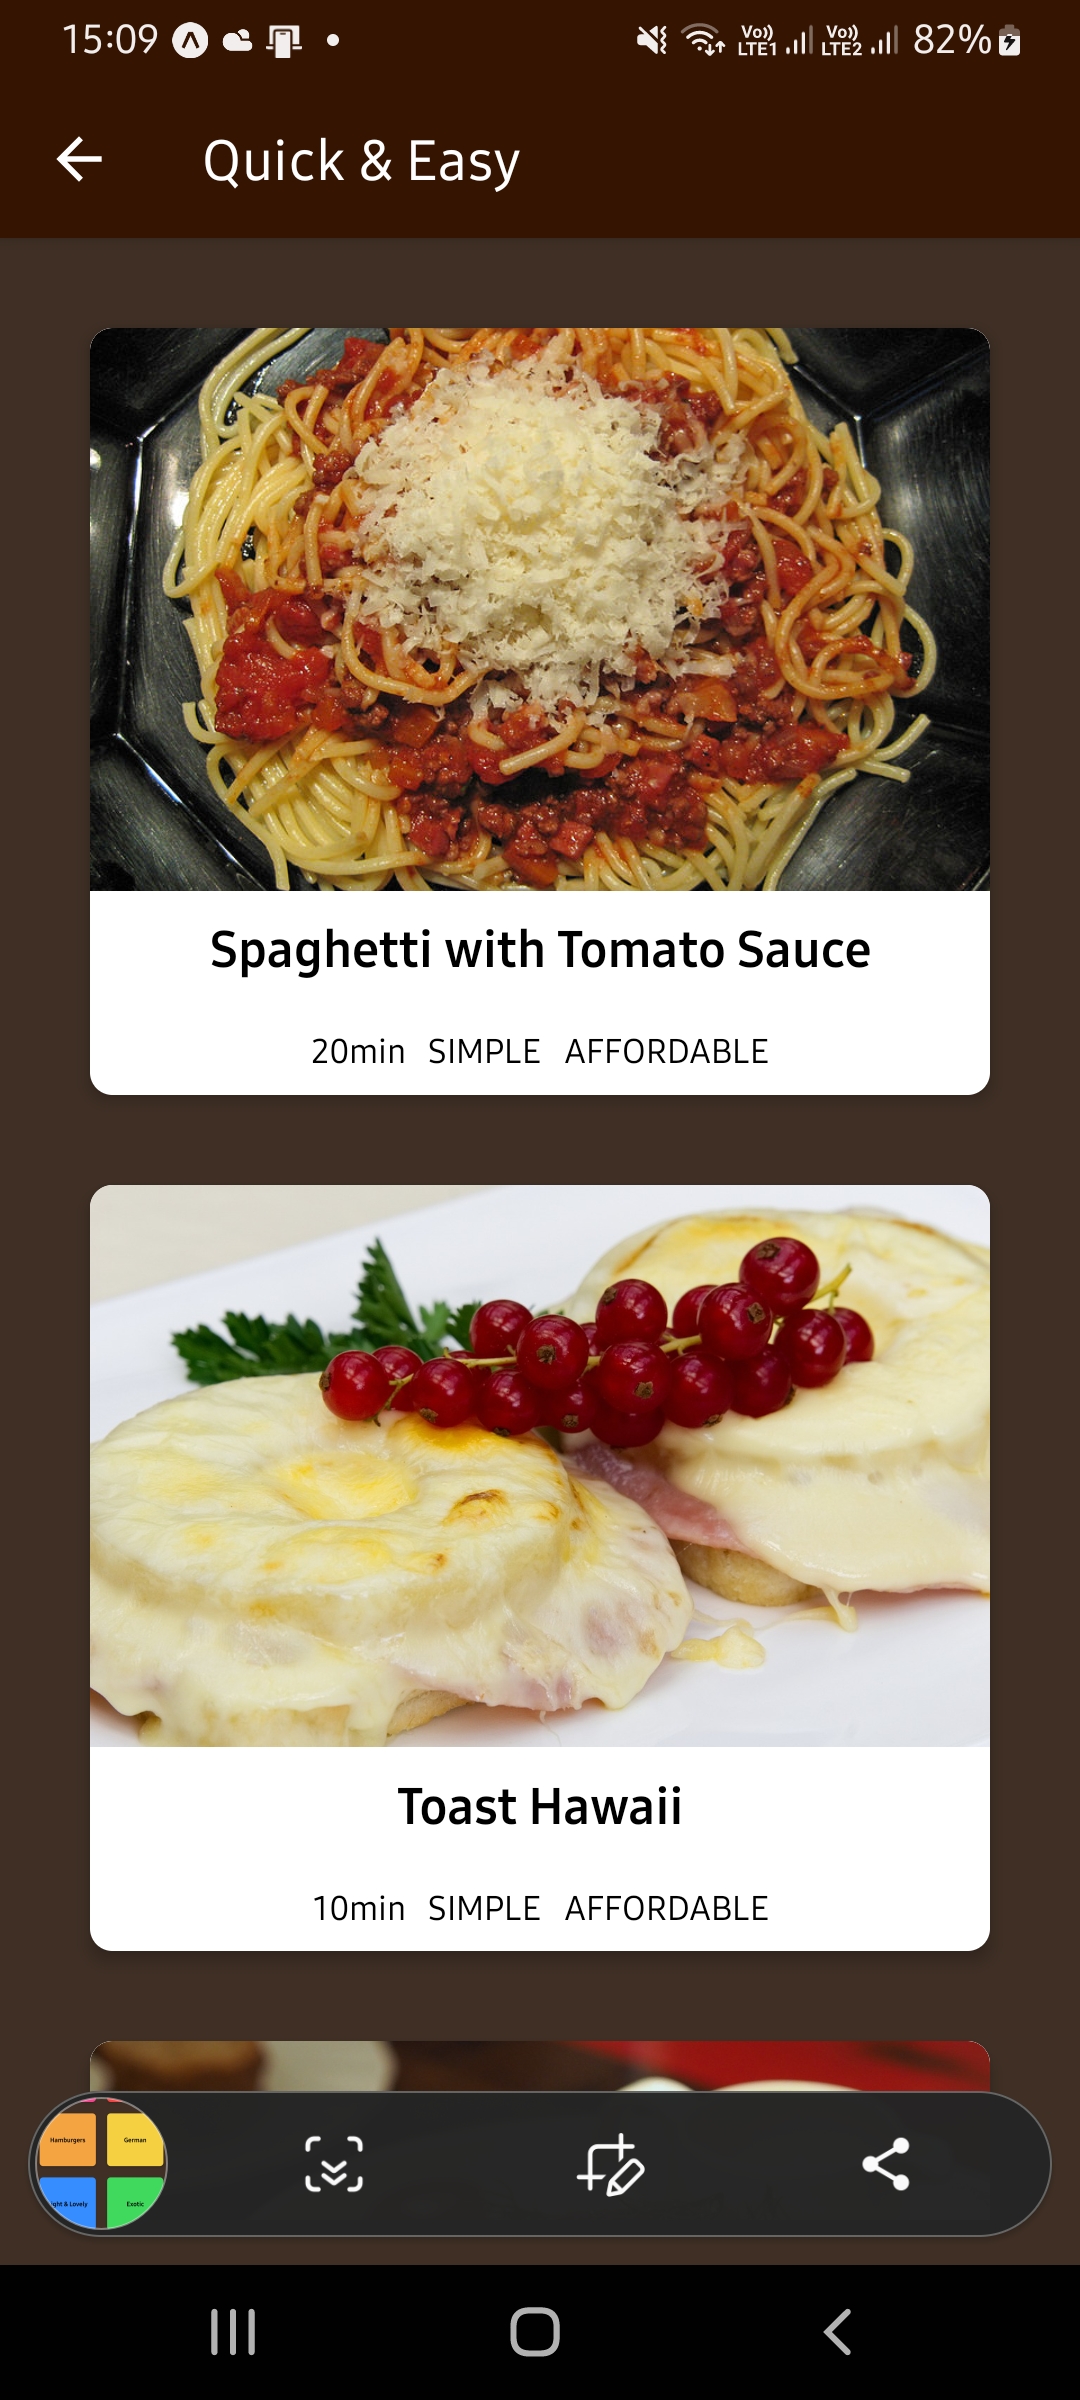 15:09 Vo)) LTE1 Vo)) LTE2 82%
Quick & Easy
Spaghetti with Tomato Sauce
20min SIMPLE AFFORDABLE
Toast Hawaii
10min SIMPLE AFFORDABLE
Hamburgers German
ght & Lovely Exotic